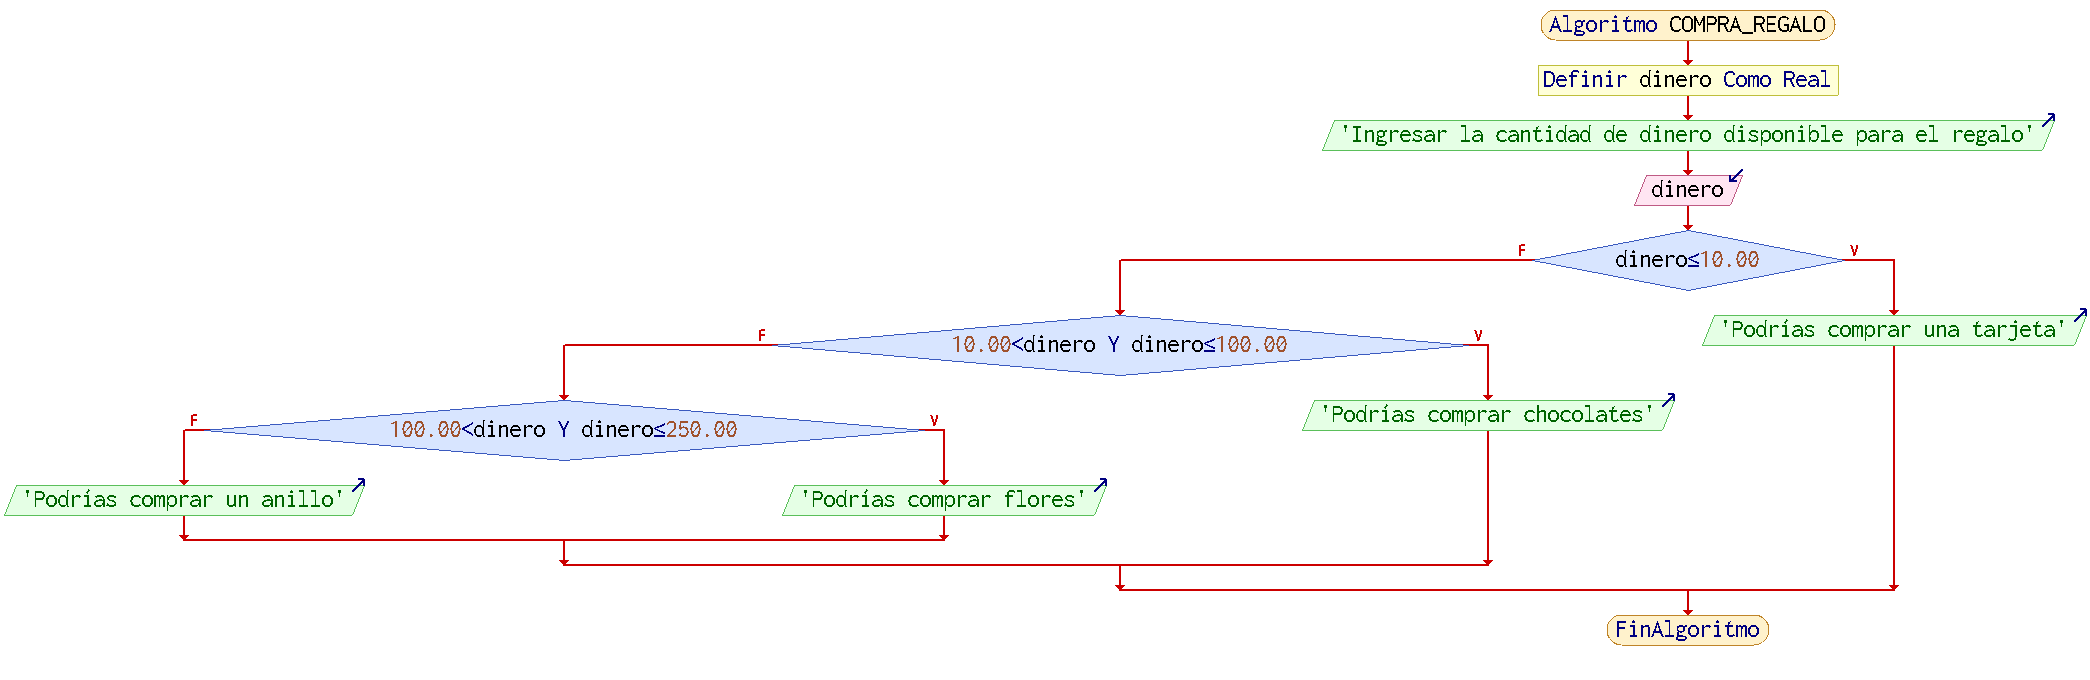 Algoritmo COMPRA_REGALO
Definir dinero Como Real
'Ingresar la cantidad de dinero disponible para el regalo'
dinero
dinero≤10.00
F
V
10.00<dinero Y dinero≤100.00
F
V
'Podrías comprar una tarjeta'
100.00<dinero Y dinero≤250.00
F
V
'Podrías comprar chocolates'
'Podrías comprar un anillo'
'Podrías comprar flores'
FinAlgoritmo